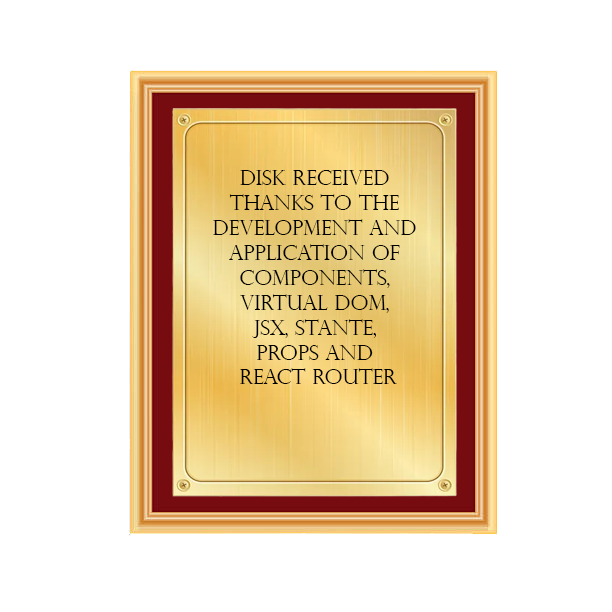 DISK RECEIVED
THANKS TO THE
DEVELOPMENT AND
APPLICATION OF
COMPONENTS,
VIRTUAL DOM,
JSX, STANTE,
PROPS AND
REACT ROUTER